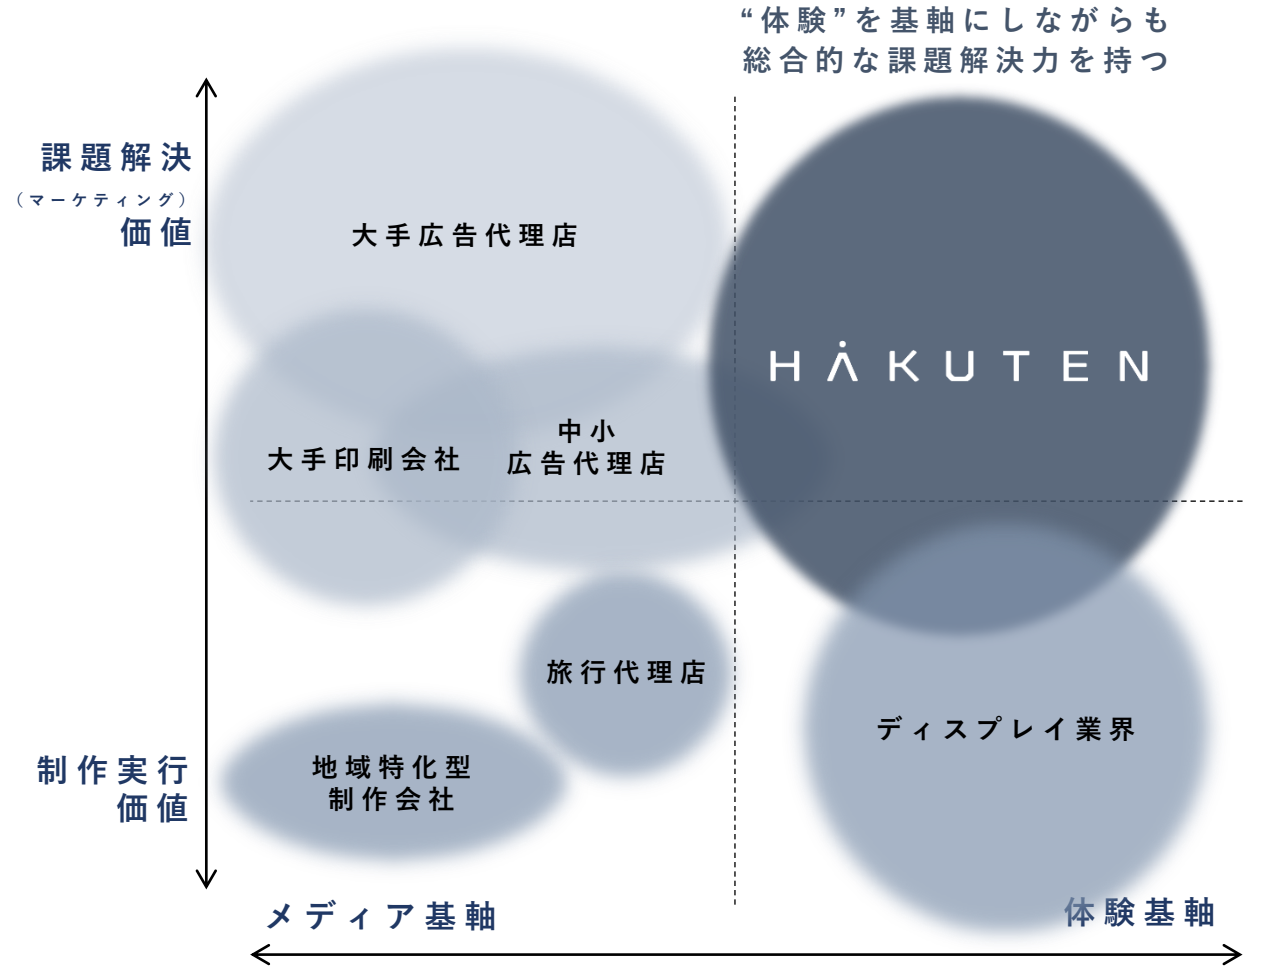 “体験”を基軸にしながらも
総合的な課題解決力を持つ
課題解決
（マーケティング）
価値
大手広告代理店
HAKUTEN
大手印刷会社
中小
広告代理店
旅行代理店
ディスプレイ業界
地域特化型
制作会社
制作実行
価値
メディア基軸
体験基軸